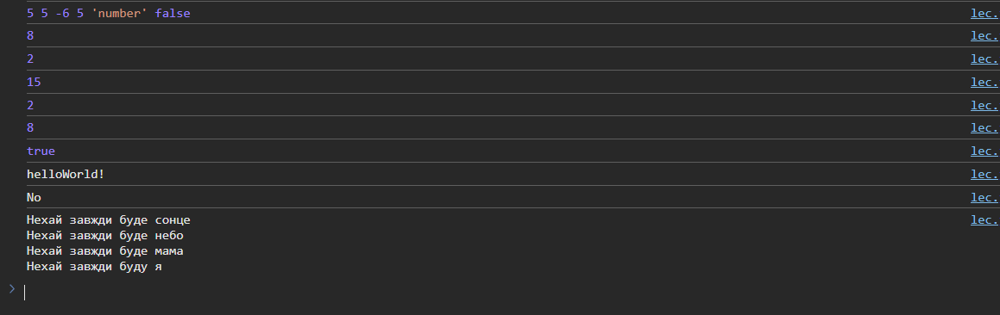 5 5 -6 5 'number' false lec.
8 lec.
2 lec.
15 lec.
2 lec.
8 lec.
true lec.
helloWorld! lec.
No lec.
Нехай завжди буде сонце lec.
Нехай завжди буде небо
Нехай завжди буде мама
Нехай завжди буду я
>